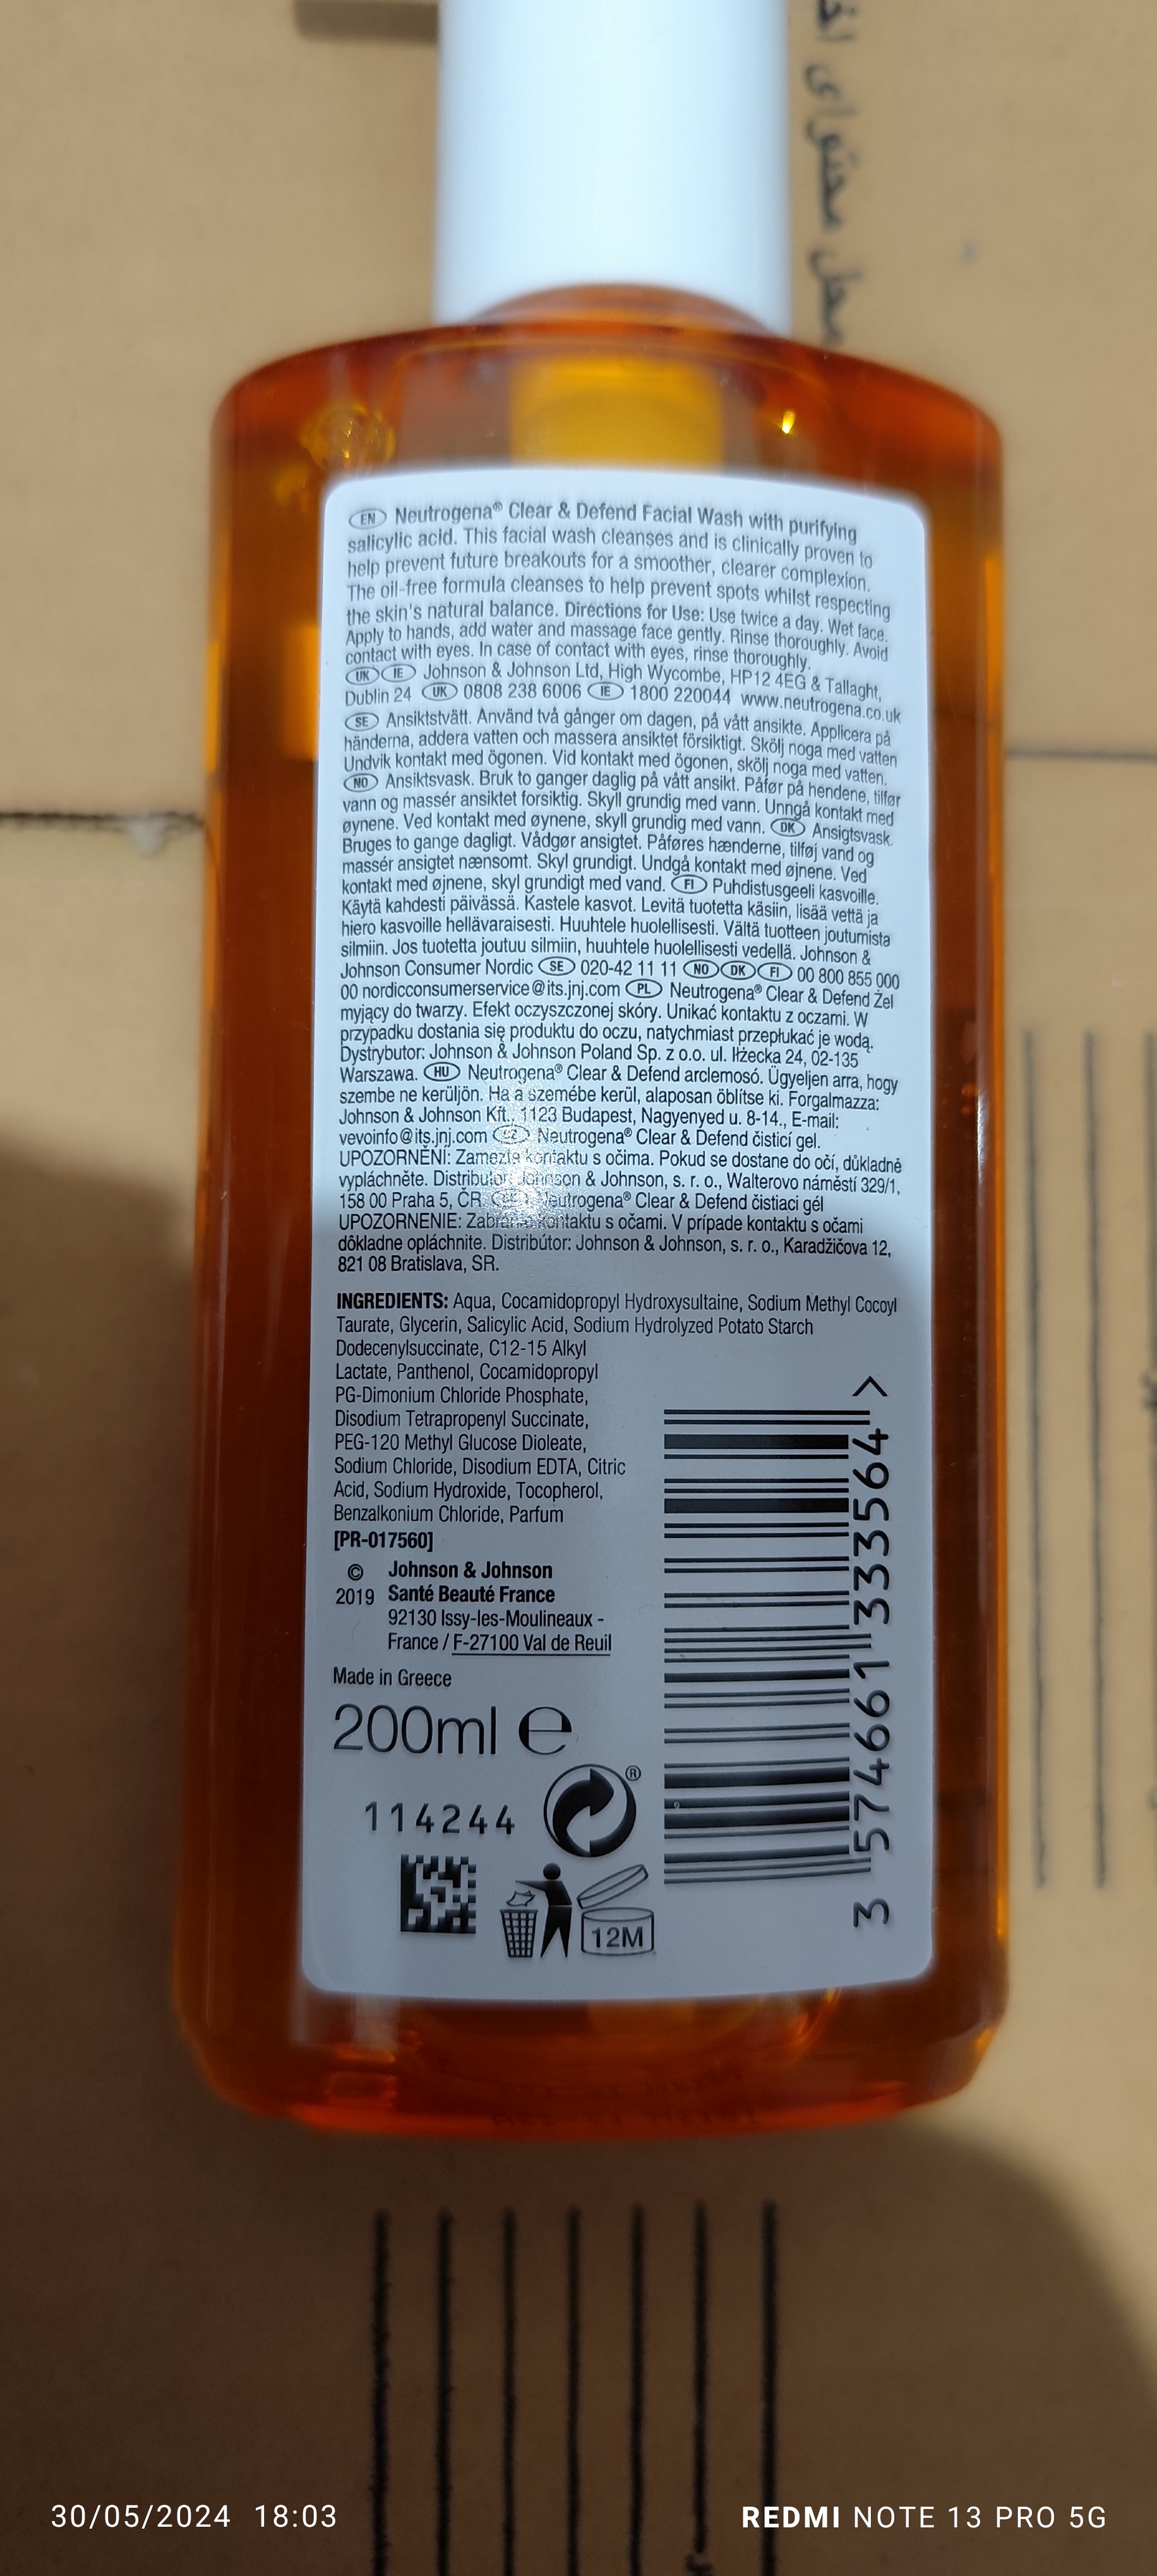 محل محتوای
EN Neutrogena® Clear & Defend Facial Wash with purifying
salicylic acid. This facial wash cleanses and is clinically proven to
help prevent future breakouts for a smoother, clearer complexion.
The oil-free formula cleanses to help prevent spots whilst respecting
the skin's natural balance. Directions for Use: Use twice a day. Wet face.
Apply to hands, add water and massage face gently. Rinse thoroughly. Avoid
contact with eyes. In case of contact with eyes, rinse thoroughly.
UK IE Johnson & Johnson Ltd, High Wycombe, HP12 4EG & Tallaght,
Dublin 24 UK 0808 238 6006 IE 1800 220044 www.neutrogena.co.uk
SE Ansiktstvätt. Använd två gånger om dagen, på vått ansikte. Applicera på
händerna, addera vatten och massera ansiktet försiktigt. Skölj noga med vatten
Undvik kontakt med ögonen. Vid kontakt med ögonen, skölj noga med vatten.
NO Ansiktsvask. Bruk to ganger daglig på vått ansikt. Påfør på hendene, tilfør
vann og massér ansiktet forsiktig. Skyll grundig med vann. Unngå kontakt med
øynene. Ved kontakt med øynene, skyll grundig med vann. DK Ansigtsvask.
Bruges to gange dagligt. Vådgør ansigtet. Påføres hænderne, tilføj vand og
massér ansigtet nænsomt. Skyl grundigt. Undgå kontakt med øjnene. Ved
kontakt med øjnene, skyl grundigt med vand. FI Puhdistusgeeli kasvoille.
Käytä kahdesti päivässä. Kastele kasvot. Levitä tuotetta käsiin, lisää vettä ja
hiero kasvoille hellävaraisesti. Huuhtele huolellisesti. Vältä tuotteen joutumista
silmiin. Jos tuotetta joutuu silmiin, huuhtele huolellisesti vedellä. Johnson &
Johnson Consumer Nordic SE 020-42 11 11 NO DK FI 00 800 855 000
00 nordicconsumerservice@its.jnj.com PL Neutrogena® Clear & Defend Żel
myjący do twarzy. Efekt oczyszczonej skóry. Unikać kontaktu z oczami. W
przypadku dostania się produktu do oczu, natychmiast przepłukać je wodą.
Dystrybutor: Johnson & Johnson Poland Sp. z o.o. ul. Iłżecka 24, 02-135
Warszawa. HU Neutrogena® Clear & Defend arclemosó. Ügyeljen arra, hogy
szembe ne kerüljön. Ha a szemébe kerül, alaposan öblítse ki. Forgalmazza:
Johnson & Johnson Kft., 1123 Budapest, Nagyenyed u. 8-14., E-mail:
vevoinfo@its.jnj.com CZ Neutrogena® Clear & Defend čisticí gel.
UPOZORNĚNÍ: Zamezte kontaktu s očima. Pokud se dostane do očí, důkladně
vypláchněte. Distributor Johnson & Johnson, s. r. o., Walterovo náměstí 329/1,
158 00 Praha 5, ČR. Neutrogena® Clear & Defend čistiaci gél
UPOZORNENIE: Zabráňte kontaktu s očami. V prípade kontaktu s očami
dôkladne opláchnite. Distribútor: Johnson & Johnson, s. r. o., Karadžičova 12,
821 08 Bratislava, SR.
INGREDIENTS: Aqua, Cocamidopropyl Hydroxysultaine, Sodium Methyl Cocoyl
Taurate, Glycerin, Salicylic Acid, Sodium Hydrolyzed Potato Starch
Dodecenylsuccinate, C12-15 Alkyl
Lactate, Panthenol, Cocamidopropyl
PG-Dimonium Chloride Phosphate,
Disodium Tetrapropenyl Succinate,
PEG-120 Methyl Glucose Dioleate,
Sodium Chloride, Disodium EDTA, Citric
Acid, Sodium Hydroxide, Tocopherol,
Benzalkonium Chloride, Parfum
[PR-017560]
© Johnson & Johnson
2019 Santé Beauté France
92130 Issy-les-Moulineaux -
France / F-27100 Val de Reuil
Made in Greece
200ml e
114244
12M
3 574661 333564 >
30/05/2024 18:03
REDMI NOTE 13 PRO 5G